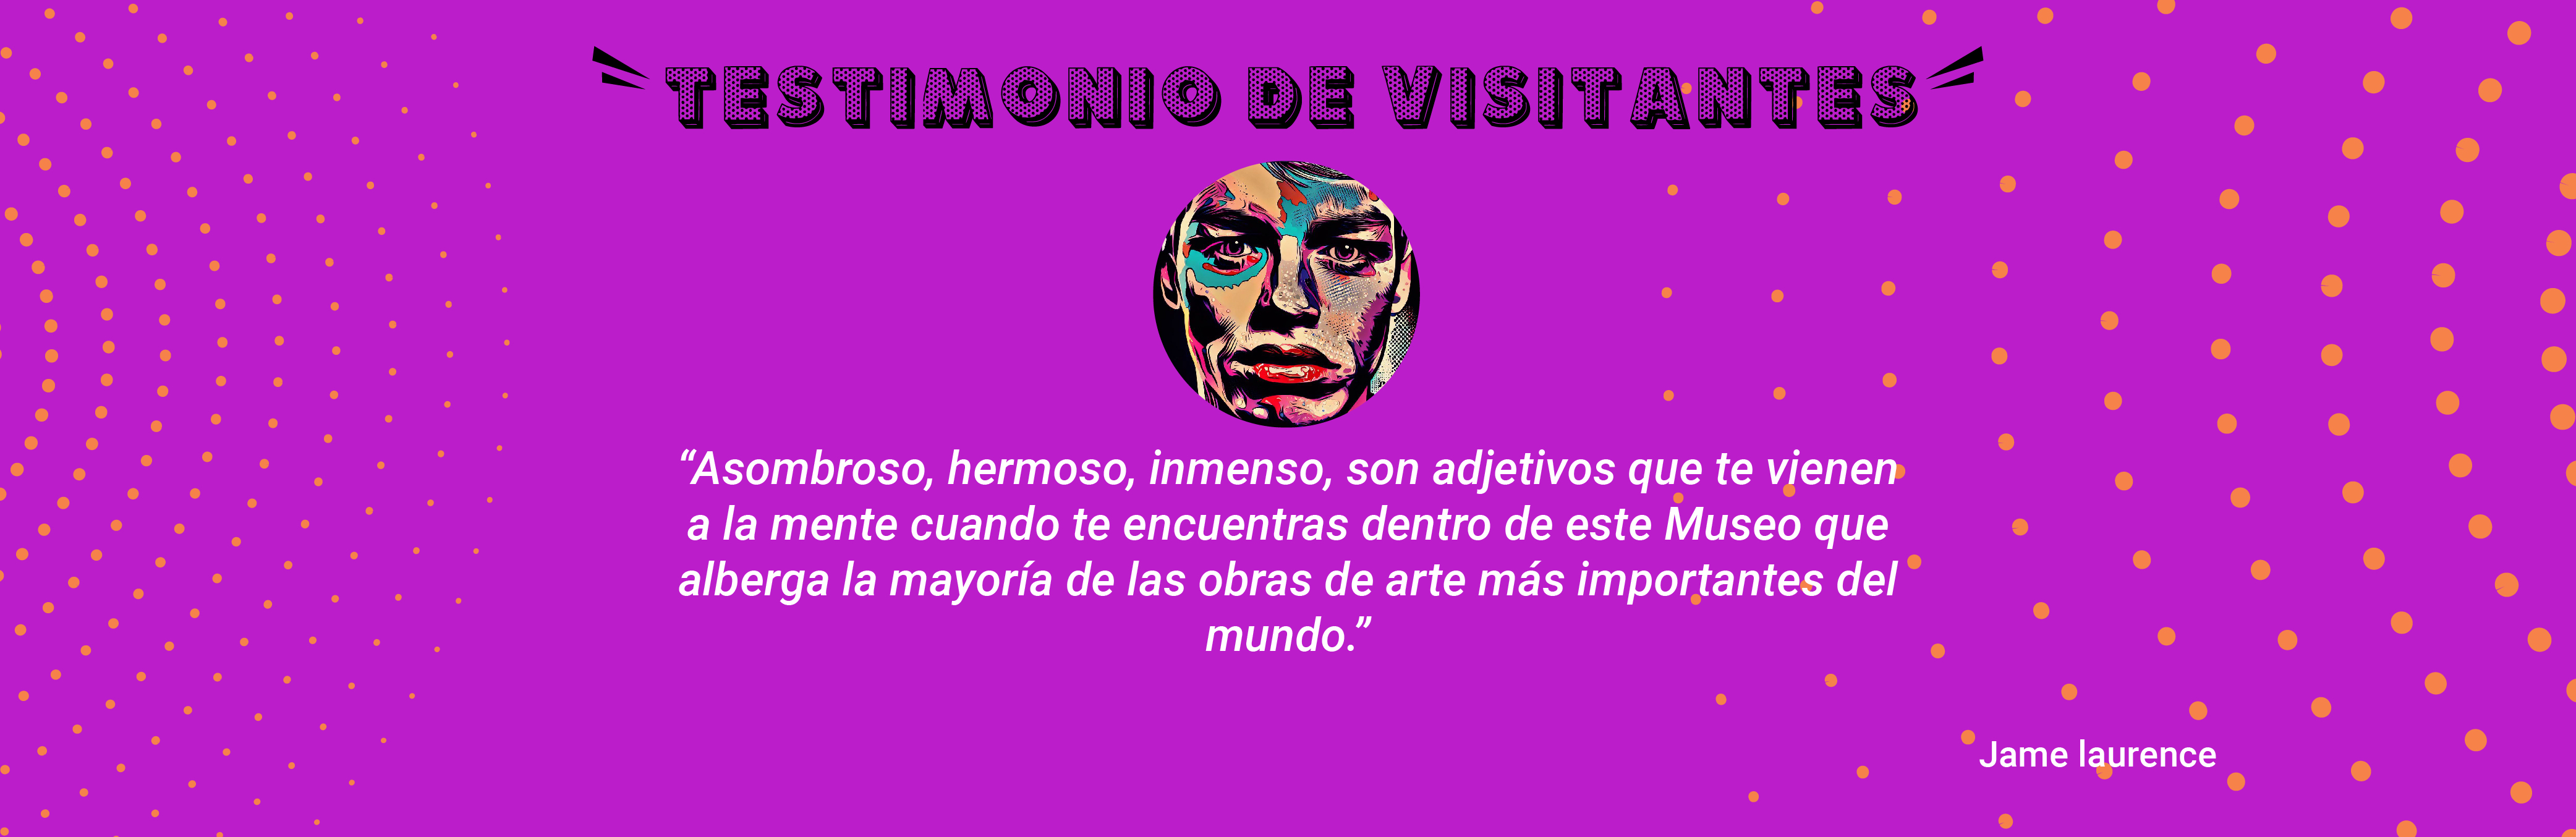 TESTIMONIO DE VISITANTES
“Asombroso, hermoso, inmenso, son adjetivos que te vienen
a la mente cuando te encuentras dentro de este Museo que
alberga la mayoría de las obras de arte más importantes del
mundo.”
Jame laurence